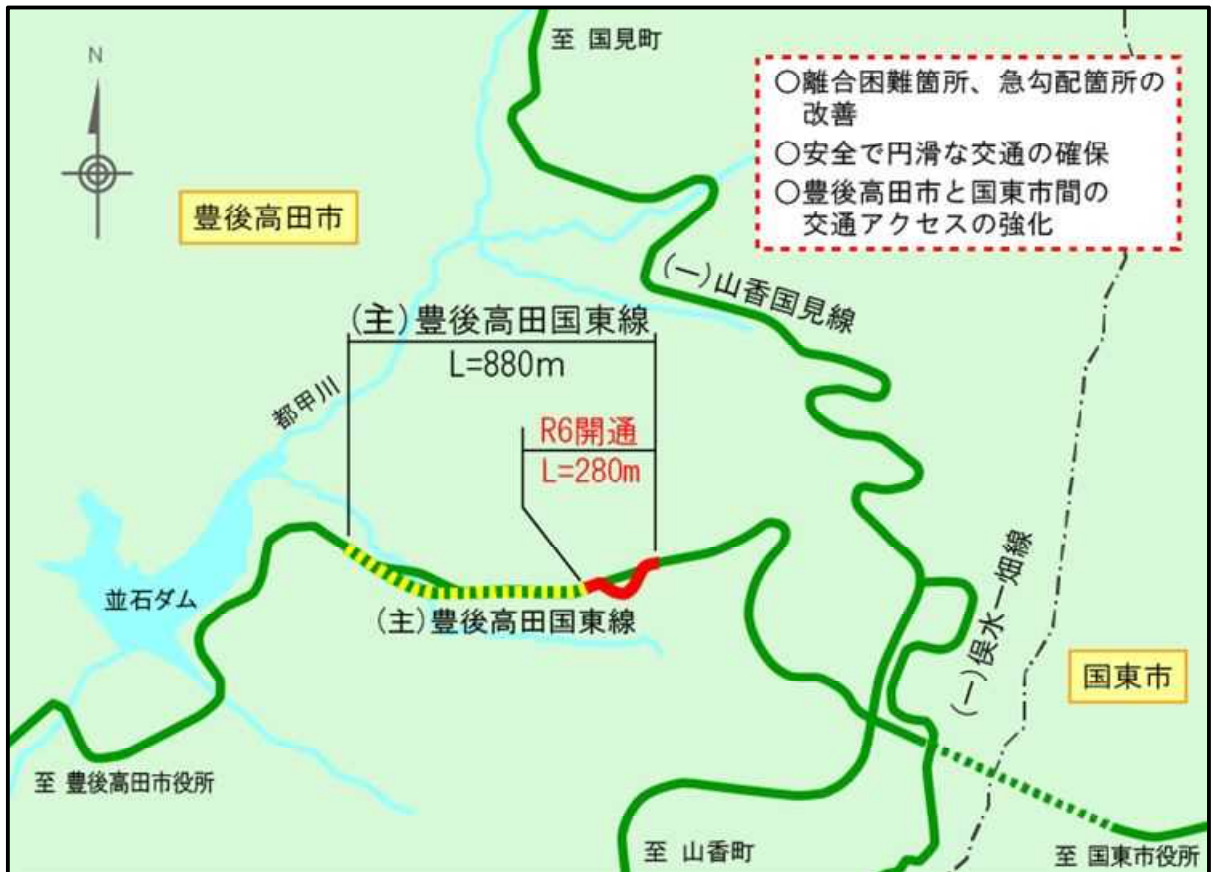 至 国見町
N
○離合困難箇所、急勾配箇所の
改善
○安全で円滑な交通の確保
○豊後高田市と国東市間の
交通アクセスの強化
豊後高田市
(一)山香国見線
(主)豊後高田国東線
L=880m
都甲川
R6開通
L=280m
並石ダム
(主)豊後高田国東線
(一)俣水一畑線
国東市
至 豊後高田市役所
至 山香町
至 国東市役所